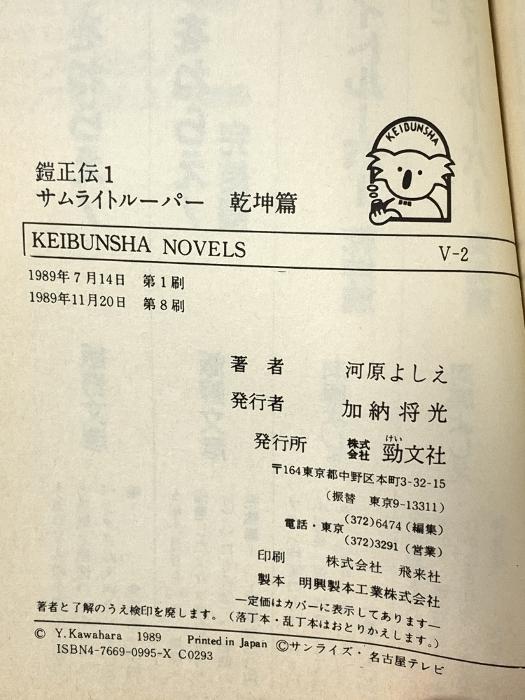 KEIBUNSHA
鎧正伝1
サムライトルーパー 乾坤篇
KEIBUNSHA NOVELS V-2
1989年7月14日 第1刷
1989年11月20日 第8刷
著者 河原よしえ
発行者 加納将光
発行所 株式会社 勁文社
けい
〒164東京都中野区本町3-32-15
(振替 東京9-13311)
電話・東京(372)6474(編集)
(372)3291(営業)
印刷 株式会社 飛来社
製本 明興製本工業株式会社
―定価はカバーに表示してあります―
著者と了解のうえ検印を廃します。(落丁本・乱丁本はおとりかえします。)
© Y.Kawahara 1989 Printed in Japan ©サンライズ・名古屋テレビ
ISBN4-7669-0995-X C0293